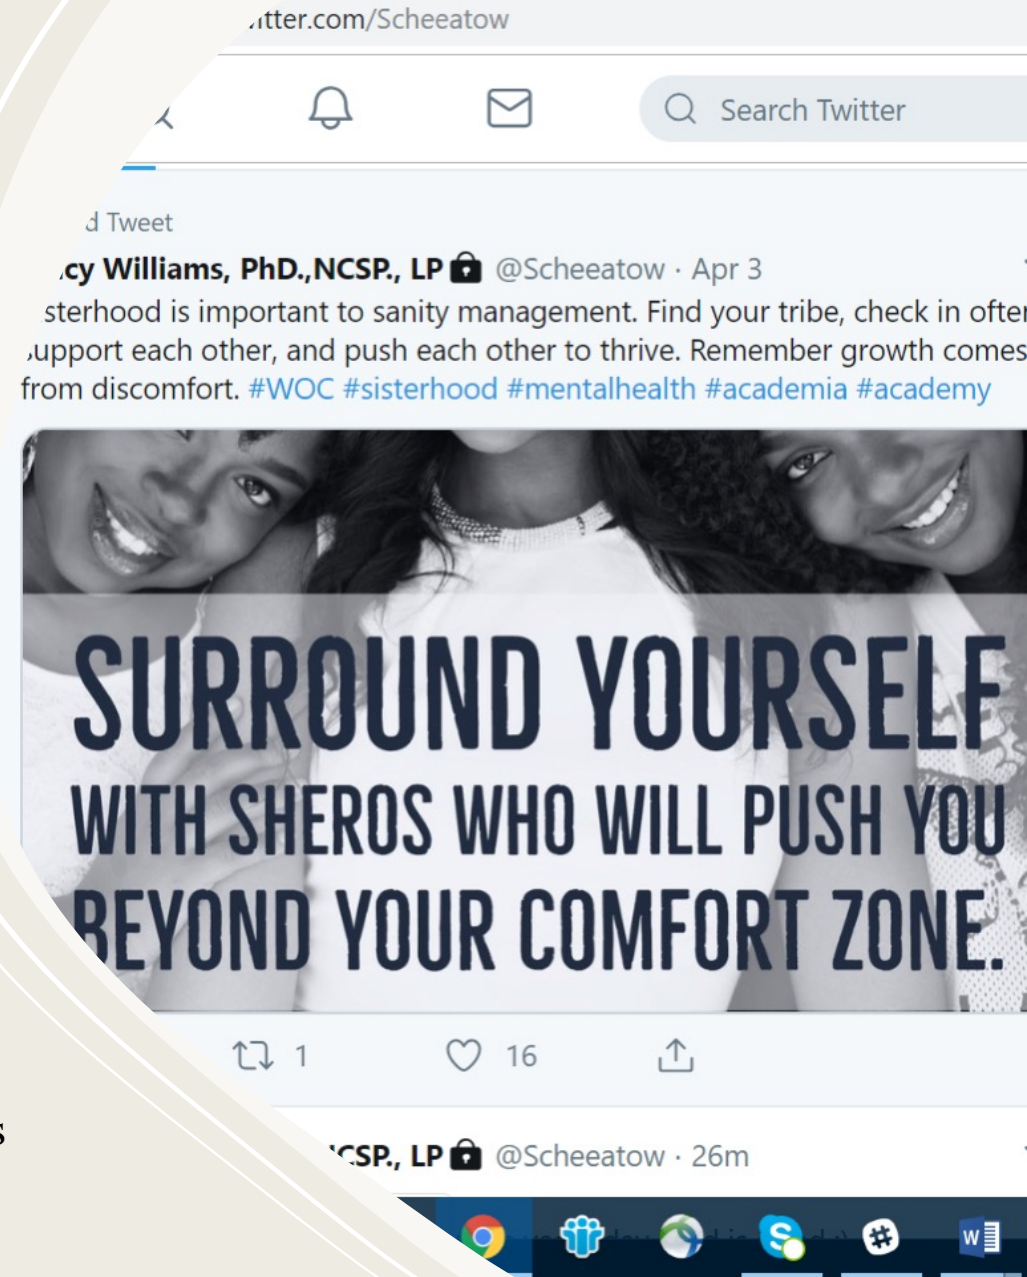 itter.com/Scheeatow
Search Twitter
d Tweet
cy Williams, PhD.,NCSP., LP @Scheeatow · Apr 3
sterhood is important to sanity management. Find your tribe, check in ofter
support each other, and push each other to thrive. Remember growth comes
from discomfort. #WOC #sisterhood #mentalhealth #academia #academy
SURROUND YOURSELF
WITH SHEROS WHO WILL PUSH YOU
BEYOND YOUR COMFORT ZONE.
1 16
CSP., LP @Scheeatow · 26m
s